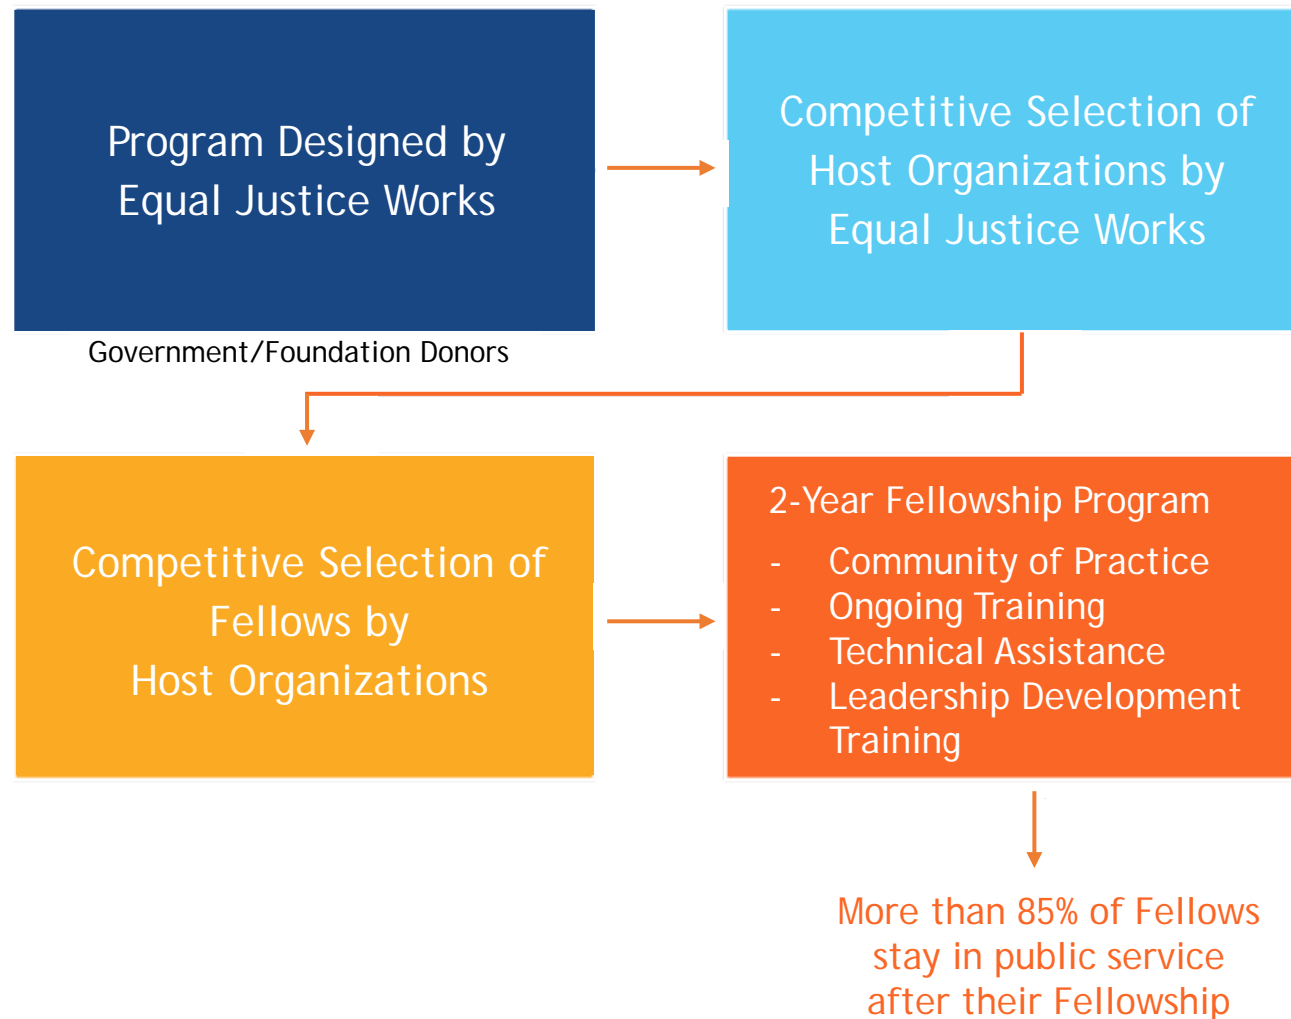 Program Designed by
Equal Justice Works
Government/Foundation Donors
Competitive Selection of
Host Organizations by
Equal Justice Works
Competitive Selection of
Fellows by
Host Organizations
2-Year Fellowship Program
- Community of Practice
- Ongoing Training
- Technical Assistance
- Leadership Development
Training
More than 85% of Fellows
stay in public service
after their Fellowship